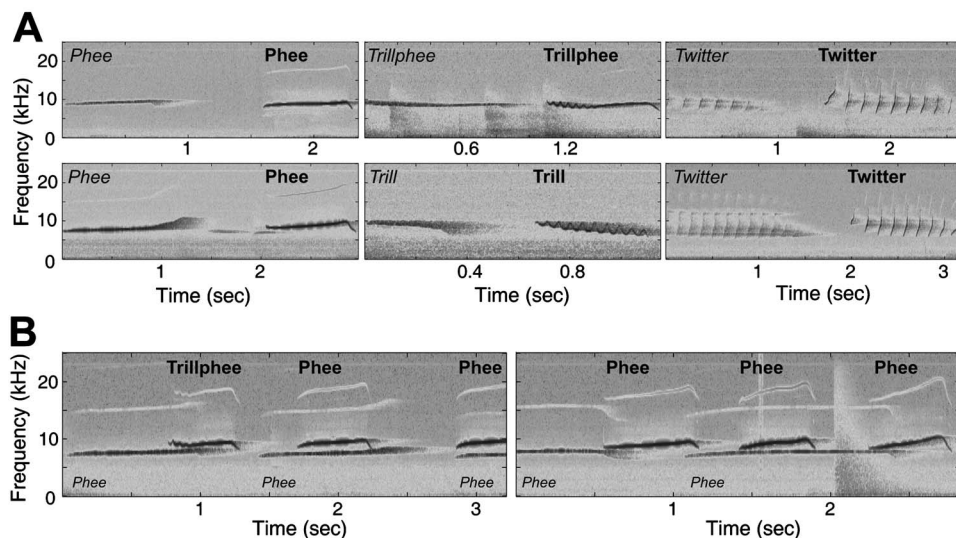 A
Frequency (kHz)
20
10
0
Phee Phee
1 2
Trillphee Trillphee
0.6 1.2
Twitter Twitter
1 2
20
10
0
Phee Phee
1 2
Trill Trill
0.4 0.8
Twitter Twitter
1 2 3
Time (sec) Time (sec) Time (sec)
B
Frequency (kHz)
20
10
0
Trillphee Phee Phee
Phee Phee Phee
1 2 3
Time (sec)
Phee Phee Phee
Phee Phee
1 2
Time (sec)